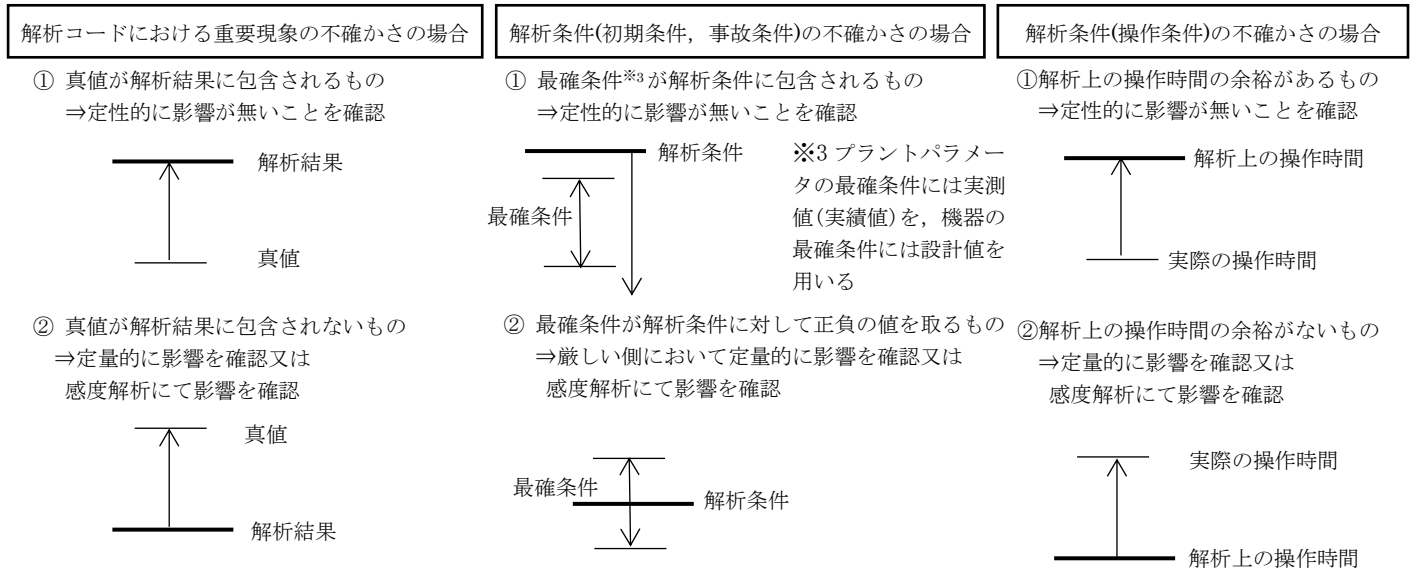 解析コードにおける重要現象の不確かさの場合
① 真値が解析結果に包含されるもの
⇒定性的に影響が無いことを確認
解析結果
真値
② 真値が解析結果に包含されないもの
⇒定量的に影響を確認又は
感度解析にて影響を確認
真値
解析結果
解析条件(初期条件，事故条件)の不確かさの場合
① 最確条件※3が解析条件に包含されるもの
⇒定性的に影響が無いことを確認
解析条件
最確条件
※3 プラントパラメー
タの最確条件には実測
値(実績値)を，機器の
最確条件には設計値を
用いる
② 最確条件が解析条件に対して正負の値を取るもの
⇒厳しい側において定量的に影響を確認又は
感度解析にて影響を確認
最確条件
解析条件
解析条件(操作条件)の不確かさの場合
①解析上の操作時間の余裕があるもの
⇒定性的に影響が無いことを確認
解析上の操作時間
実際の操作時間
②解析上の操作時間の余裕がないもの
⇒定量的に影響を確認又は
感度解析にて影響を確認
実際の操作時間
解析上の操作時間